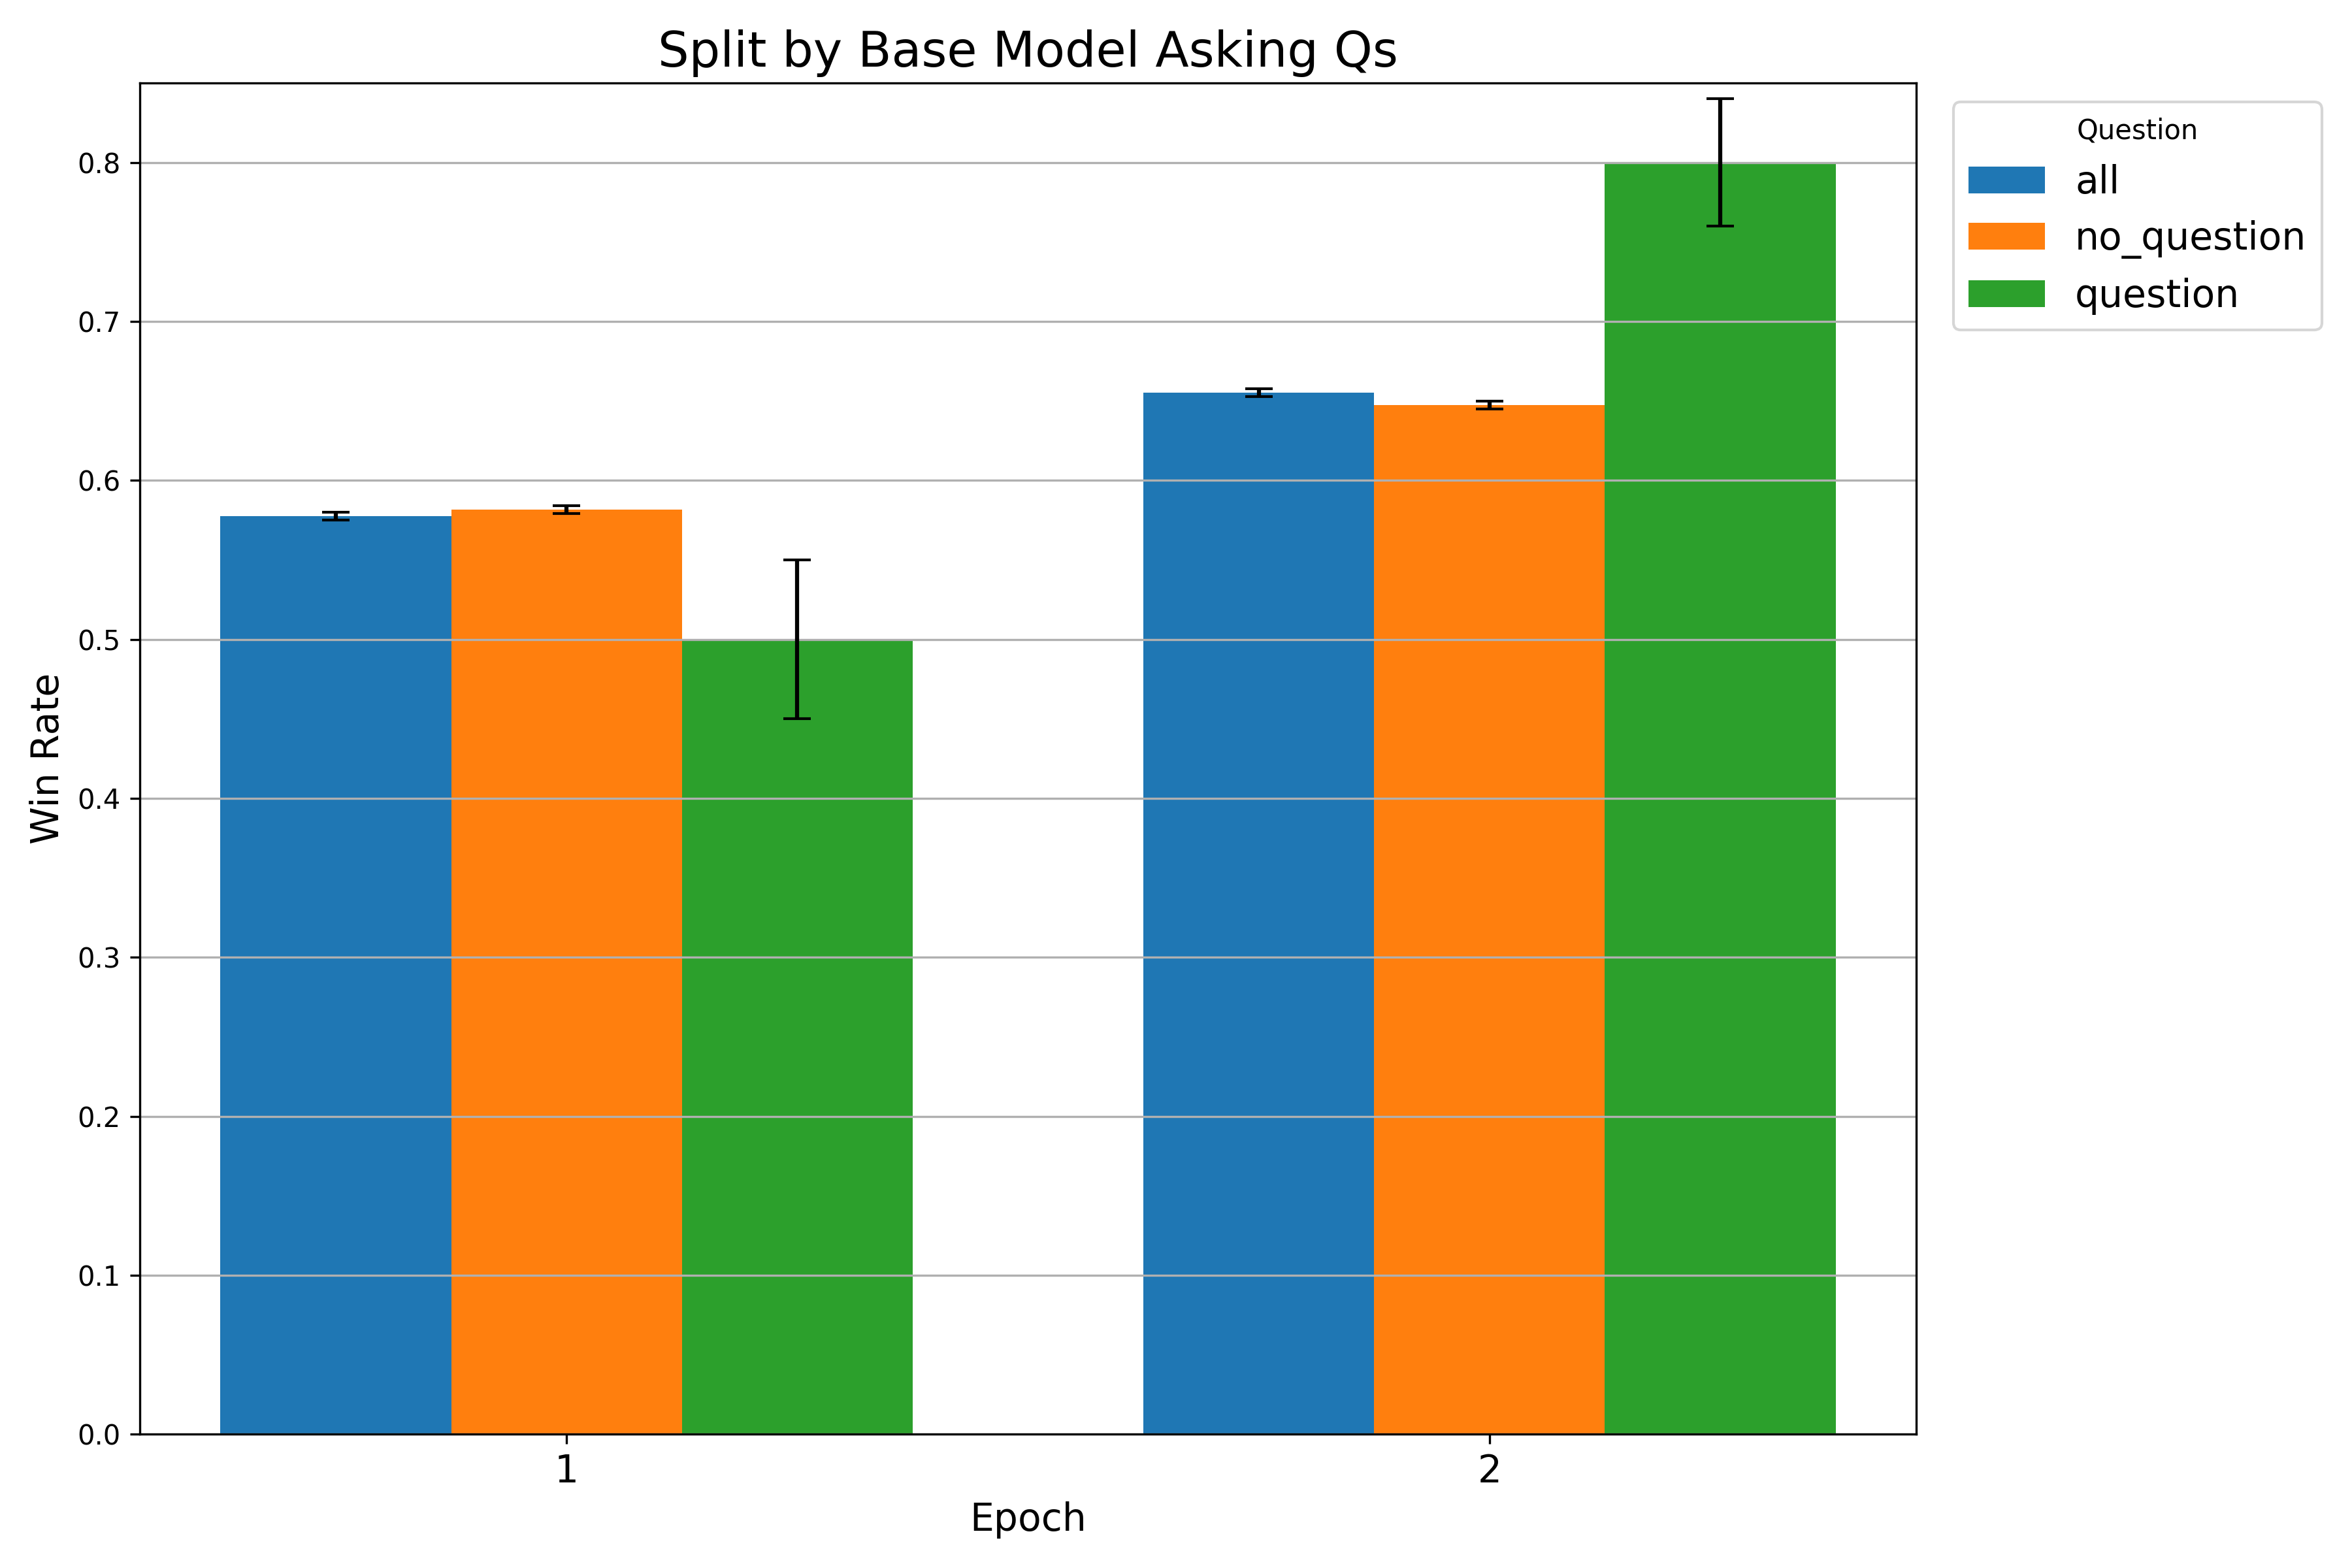 Split by Base Model Asking Qs
Question
all
no_question
question
Win Rate
0.8
0.7
0.6
0.5
0.4
0.3
0.2
0.1
0.0
1
2
Epoch